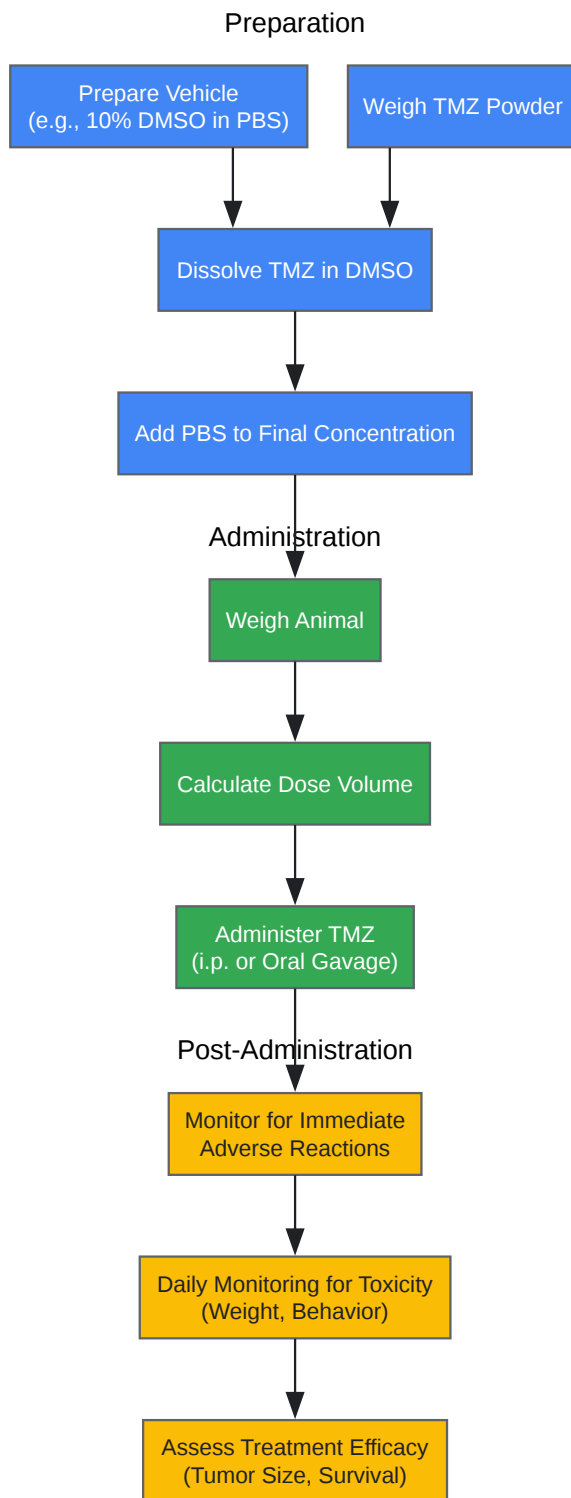 Preparation
Prepare Vehicle
(e.g., 10% DMSO in PBS)
Weigh TMZ Powder
Dissolve TMZ in DMSO
Add PBS to Final Concentration
Administration
Weigh Animal
Calculate Dose Volume
Administer TMZ
(i.p. or Oral Gavage)
Post-Administration
Monitor for Immediate
Adverse Reactions
Daily Monitoring for Toxicity
(Weight, Behavior)
Assess Treatment Efficacy
(Tumor Size, Survival)